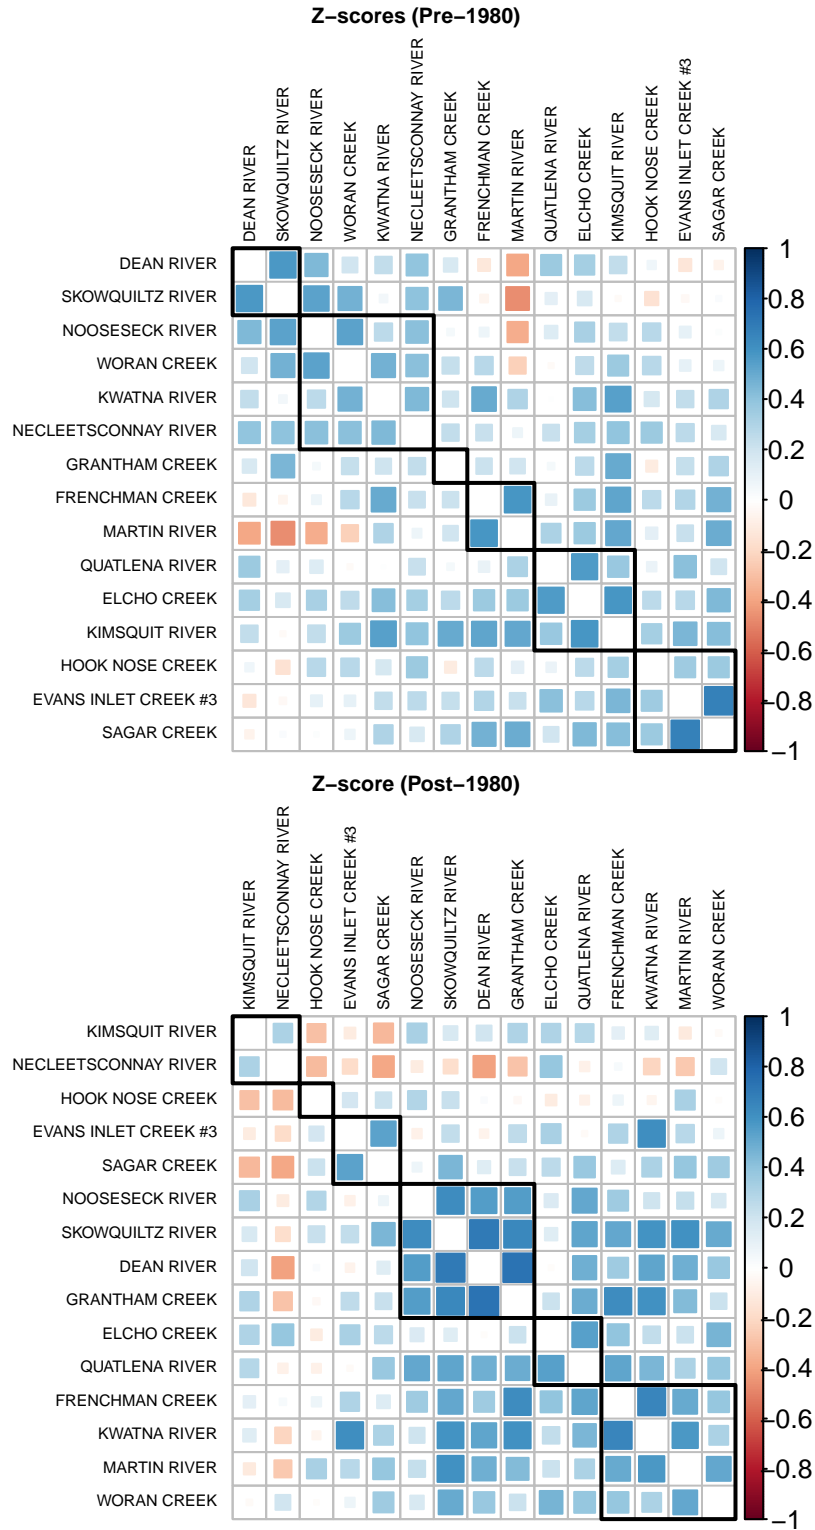 Z−scores (Pre−1980)
DEAN RIVER
SKOWQUILTZ RIVER
NOOSESECK RIVER
WORAN CREEK
KWATNA RIVER
NECLEETSCONNAY RIVER
GRANTHAM CREEK
FRENCHMAN CREEK
MARTIN RIVER
QUATLENA RIVER
ELCHO CREEK
KIMSQUIT RIVER
HOOK NOSE CREEK
EVANS INLET CREEK #3
SAGAR CREEK
DEAN RIVER
SKOWQUILTZ RIVER
NOOSESECK RIVER
WORAN CREEK
KWATNA RIVER
NECLEETSCONNAY RIVER
GRANTHAM CREEK
FRENCHMAN CREEK
MARTIN RIVER
QUATLENA RIVER
ELCHO CREEK
KIMSQUIT RIVER
HOOK NOSE CREEK
EVANS INLET CREEK #3
SAGAR CREEK
1
0.8
0.6
0.4
0.2
0
−0.2
−0.4
−0.6
−0.8
−1
Z−score (Post−1980)
KIMSQUIT RIVER
NECLEETSCONNAY RIVER
HOOK NOSE CREEK
EVANS INLET CREEK #3
SAGAR CREEK
NOOSESECK RIVER
SKOWQUILTZ RIVER
DEAN RIVER
GRANTHAM CREEK
ELCHO CREEK
QUATLENA RIVER
FRENCHMAN CREEK
KWATNA RIVER
MARTIN RIVER
WORAN CREEK
KIMSQUIT RIVER
NECLEETSCONNAY RIVER
HOOK NOSE CREEK
EVANS INLET CREEK #3
SAGAR CREEK
NOOSESECK RIVER
SKOWQUILTZ RIVER
DEAN RIVER
GRANTHAM CREEK
ELCHO CREEK
QUATLENA RIVER
FRENCHMAN CREEK
KWATNA RIVER
MARTIN RIVER
WORAN CREEK
1
0.8
0.6
0.4
0.2
0
−0.2
−0.4
−0.6
−0.8
−1